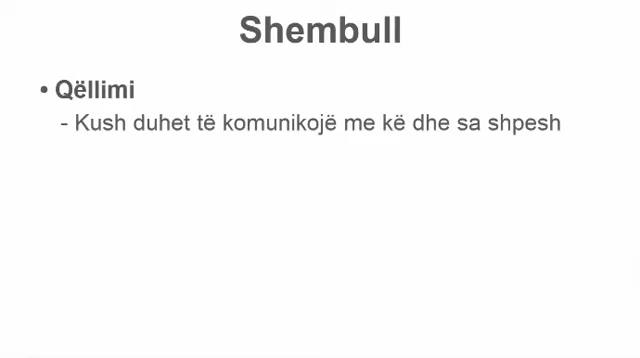 Shembull
• Qëllimi
- Kush duhet të komunikojë me kë dhe sa shpesh